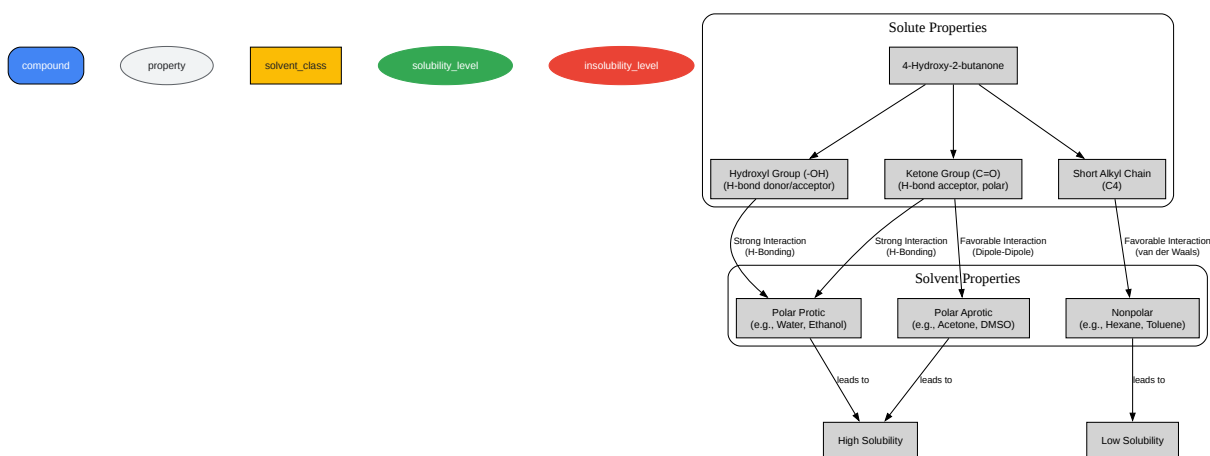 Solute Properties
compound
property
solvent_class
solubility_level
insolubility_level
4-Hydroxy-2-butanone
Hydroxyl Group (-OH)
(H-bond donor/acceptor)
Ketone Group (C=O)
(H-bond acceptor, polar)
Short Alkyl Chain
(C4)
Strong Interaction
(H-Bonding)
Strong Interaction
(H-Bonding)
Favorable Interaction
(Dipole-Dipole)
Favorable Interaction
(van der Waals)
Solvent Properties
Polar Protic
(e.g., Water, Ethanol)
Polar Aprotic
(e.g., Acetone, DMSO)
Nonpolar
(e.g., Hexane, Toluene)
leads to
leads to
leads to
High Solubility
Low Solubility